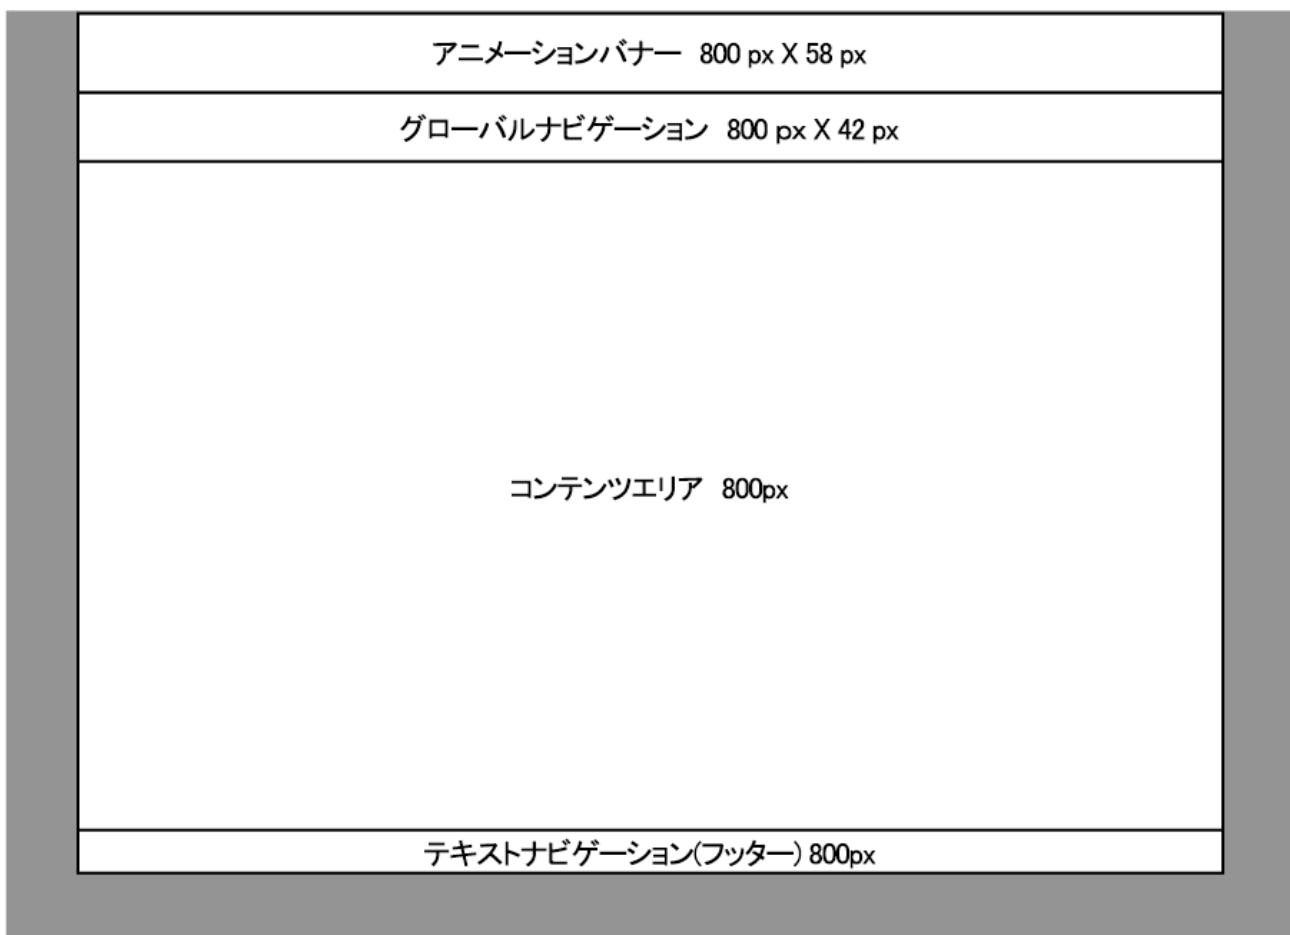 アニメーションバナー 800 px X 58 px
グローバルナビゲーション 800 px X 42 px
コンテンツエリア 800px
テキストナビゲーション(フッター) 800px